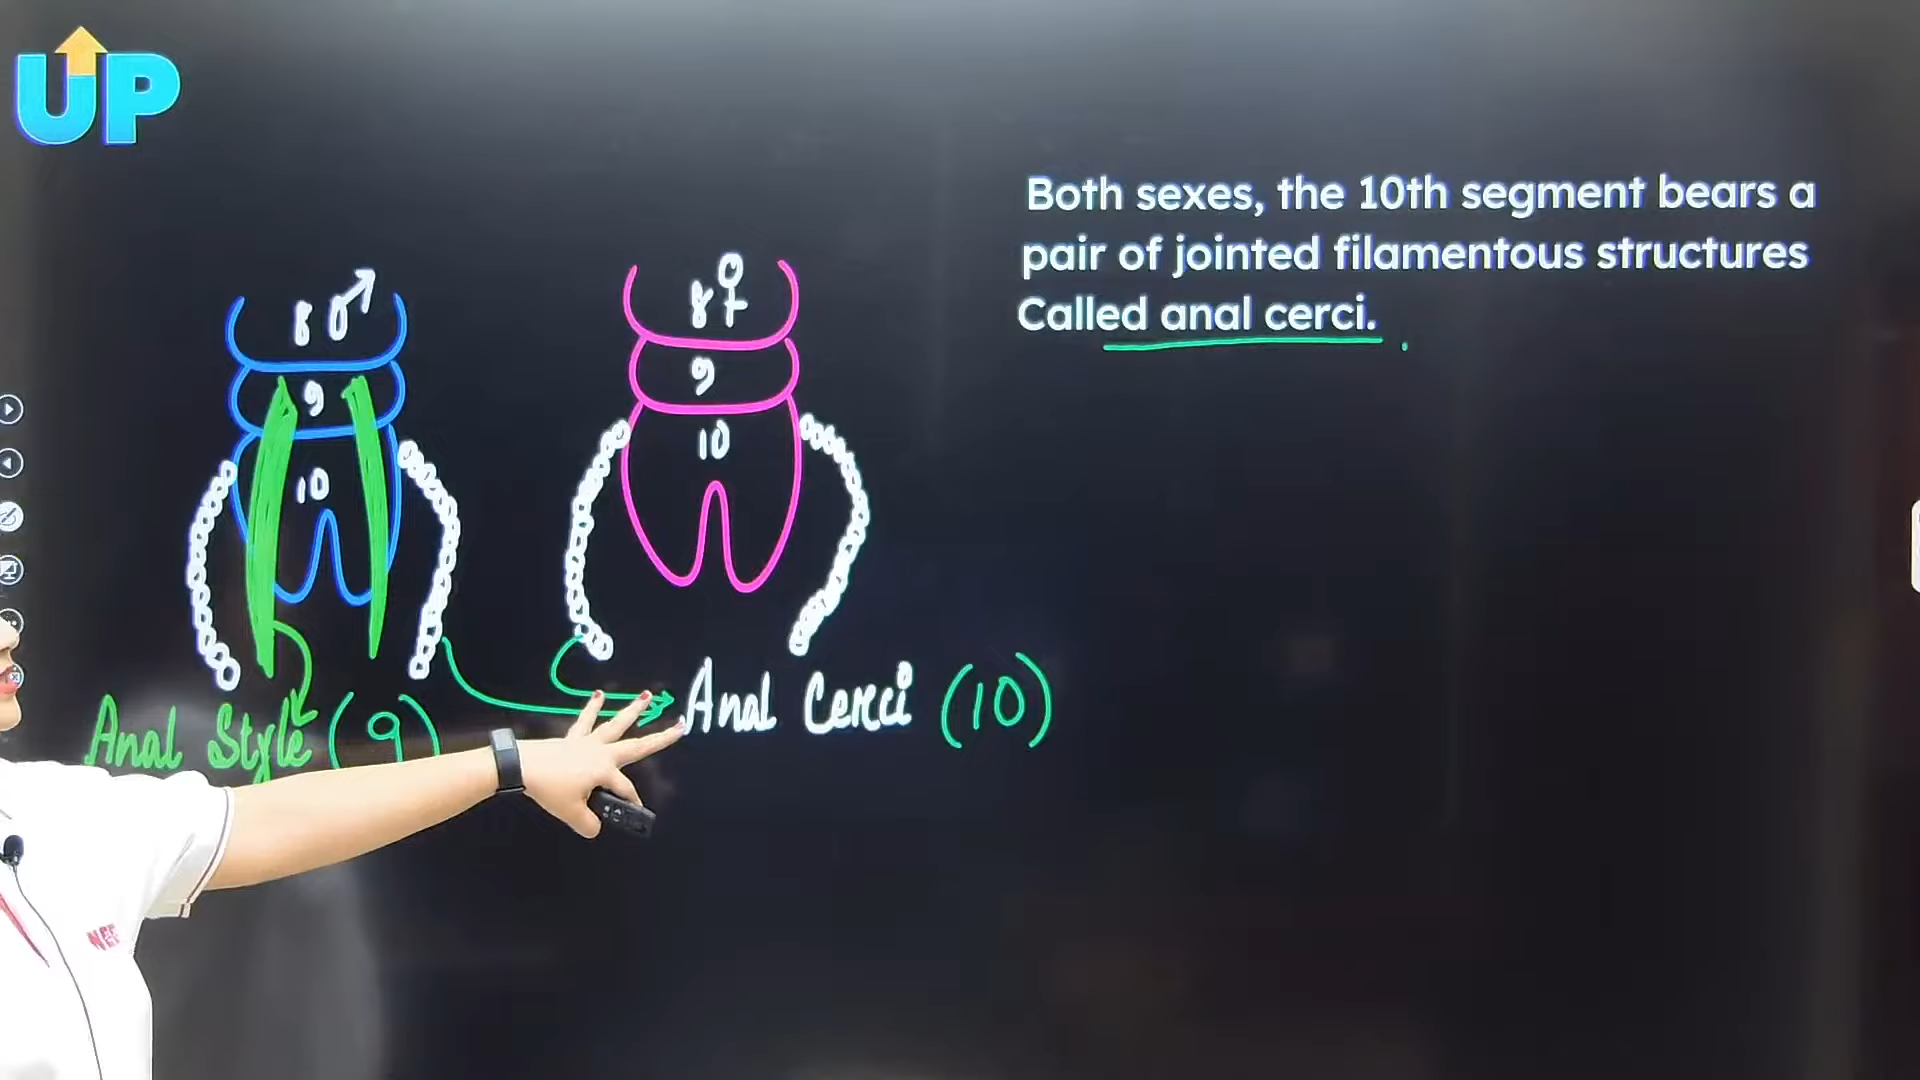 UP
Both sexes, the 10th segment bears a
pair of jointed filamentous structures
Called anal cerci.
8 ♂
9
10
8 ♀
9
10
Anal Style (9)
Anal Cerci (10)